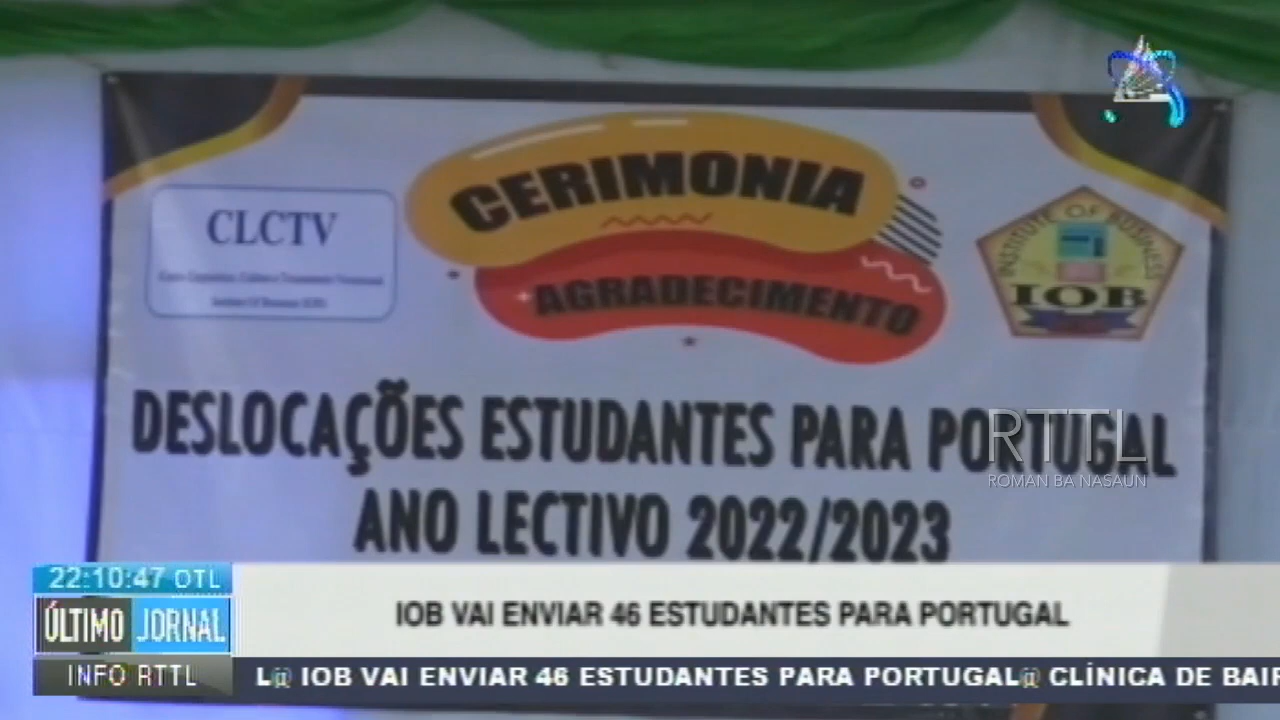 CERIMONIA
AGRADECIMENTO
CLCTV
INSTITUTE OF BUSINESS
IOB
DESLOCAÇÕES ESTUDANTES PARA PORTUGAL
ANO LECTIVO 2022/2023
RTTL
ROMAN BA NASAUN
22:10:47 OTL
ÚLTIMO JORNAL
IOB VAI ENVIAR 46 ESTUDANTES PARA PORTUGAL
INFO RTTL
L@ IOB VAI ENVIAR 46 ESTUDANTES PARA PORTUGAL@ CLÍNICA DE BAIR